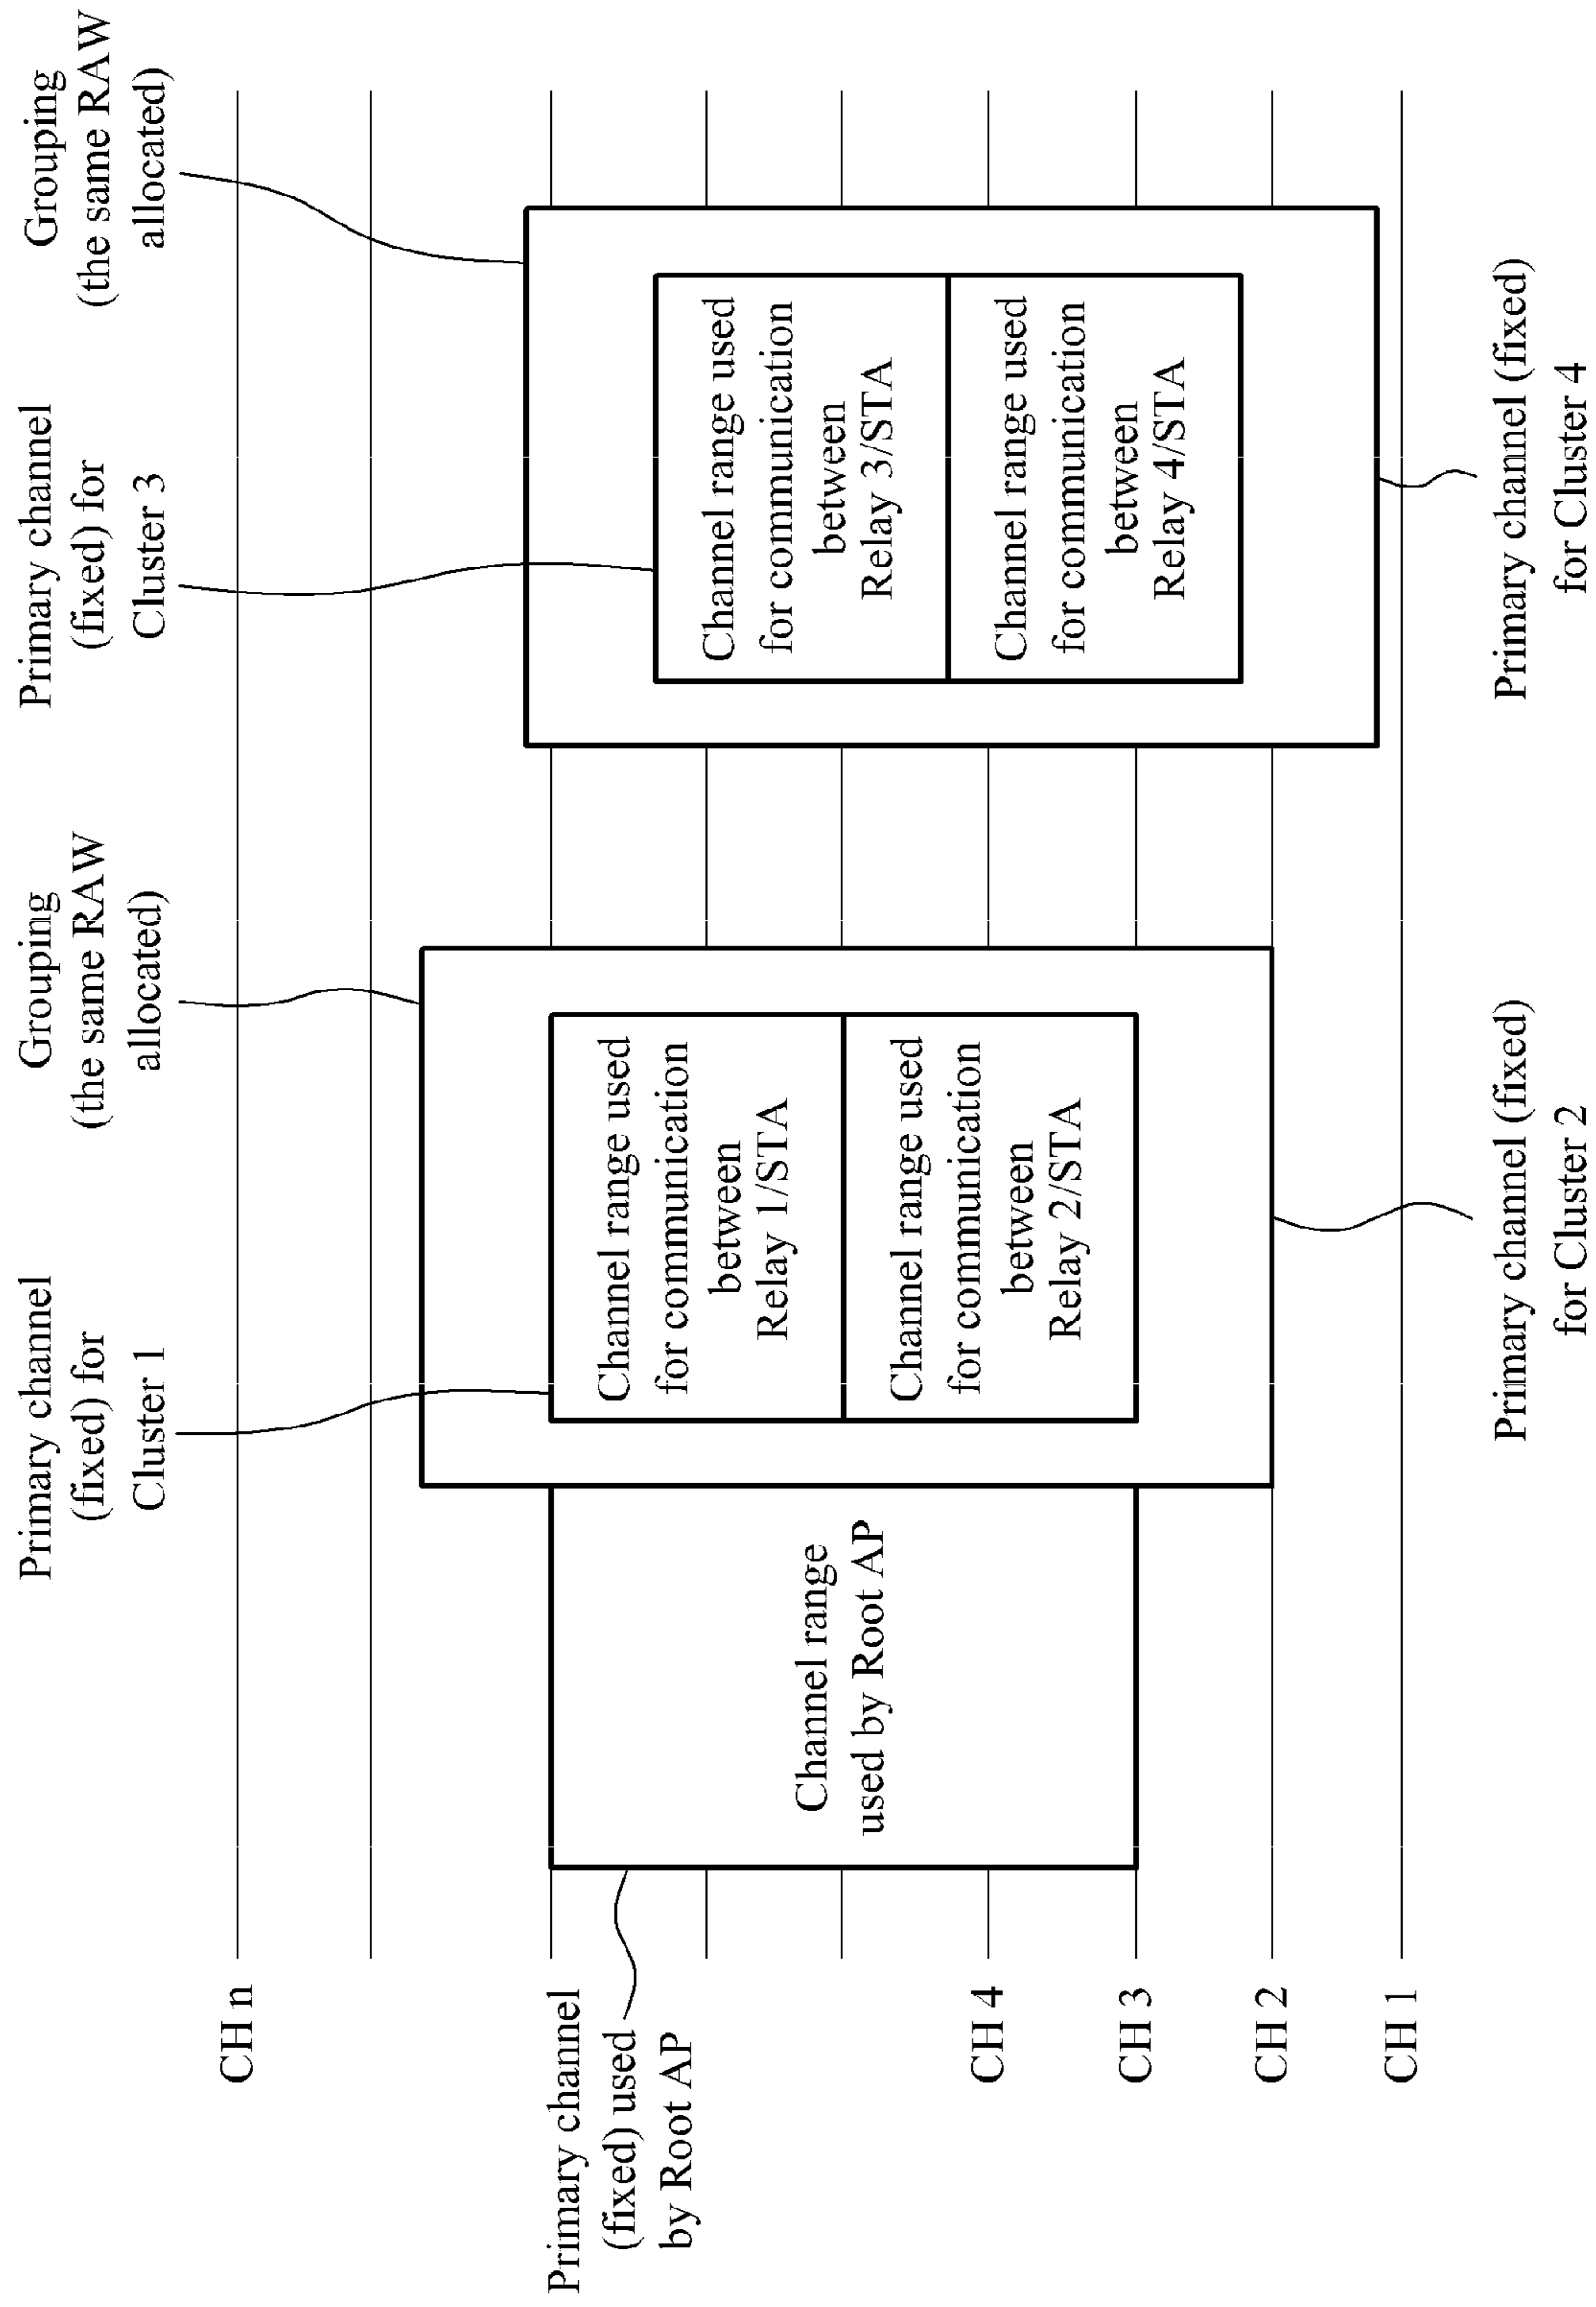 Primary channel
(fixed) for
Cluster 1
Grouping
(the same RAW
allocated)
Primary channel
(fixed) for
Cluster 3
Grouping
(the same RAW
allocated)
CH n
Primary channel
(fixed) used
by Root AP
CH 4
CH 3
CH 2
CH 1
Channel range
used by Root AP
Channel range used
for communication
between
Relay 1/STA
Channel range used
for communication
between
Relay 2/STA
Channel range used
for communication
between
Relay 3/STA
Channel range used
for communication
between
Relay 4/STA
Primary channel (fixed)
for Cluster 2
Primary channel (fixed)
for Cluster 4